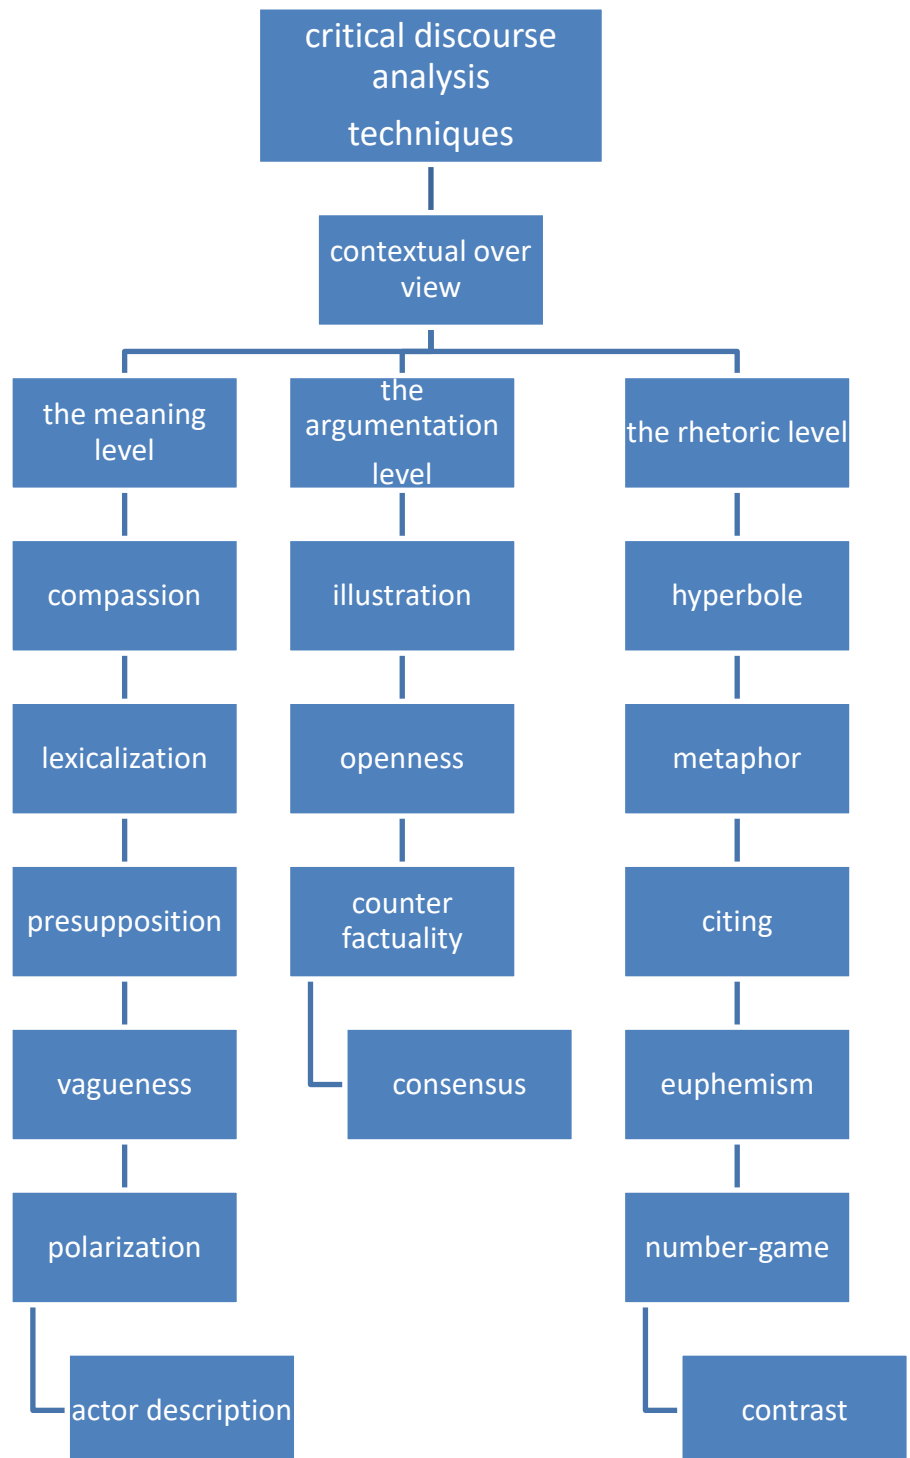 critical discourse
analysis
techniques
contextual over
view
the meaning
level
compassion
lexicalization
presupposition
vagueness
polarization
actor description
the
argumentation
level
illustration
openness
counter
factuality
consensus
the rhetoric level
hyperbole
metaphor
citing
euphemism
number-game
contrast